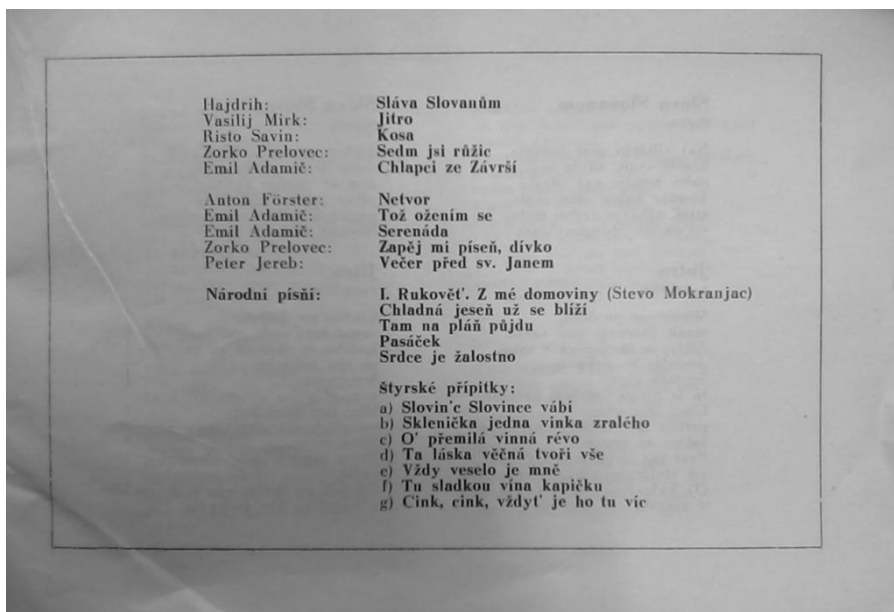 Hajdrih: Sláva Slovanům
Vasilij Mirk: Jitro
Risto Savin: Kosa
Zorko Prelovec: Sedm jsi růžic
Emil Adamič: Chlapci ze Závrší
Anton Förster: Netvor
Emil Adamič: Tož ožením se
Emil Adamič: Serenáda
Zorko Prelovec: Zapěj mi píseň, dívko
Peter Jereb: Večer před sv. Janem
Národní písňí: I. Rukověť. Z mé domoviny (Stevo Mokranjac)
Chladná jeseň už se blíží
Tam na pláň půjdu
Pasáček
Srdce je žalostno
Štyrské přípitky:
a) Slovin'c Slovince vábí
b) Sklenička jedna vinka zralého
c) O' přemilá vinná révo
d) Ta láska věčná tvoři vše
e) Vždy veselo je mně
f) Tu sladkou vína kapičku
g) Cink, cink, vždyť je ho tu víc